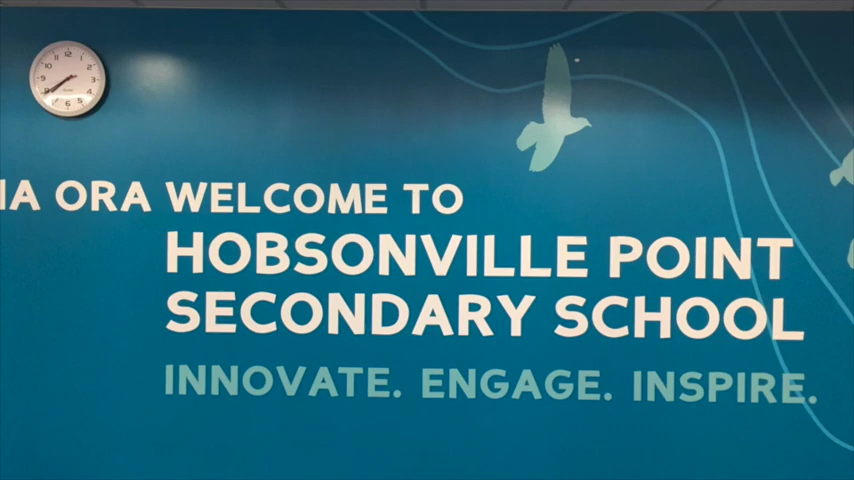 IA ORA WELCOME TO
HOBSONVILLE POINT
SECONDARY SCHOOL
INNOVATE. ENGAGE. INSPIRE.